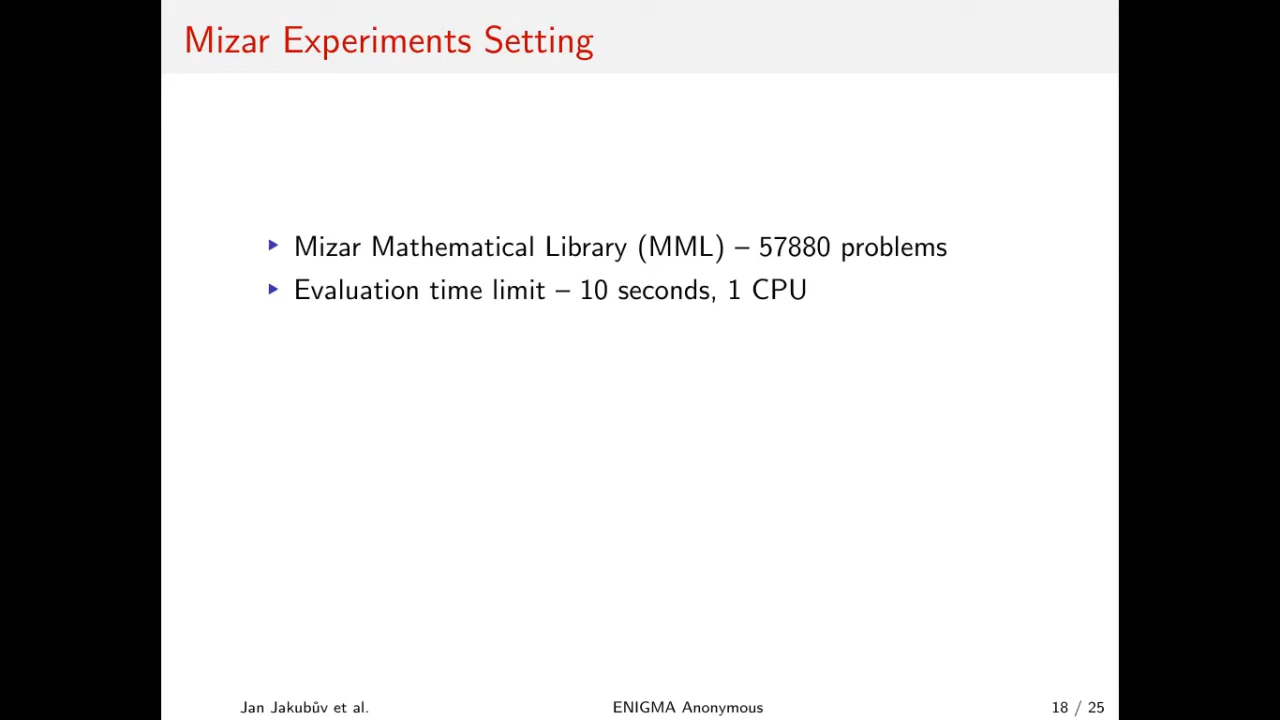 Mizar Experiments Setting
▶ Mizar Mathematical Library (MML) – 57880 problems
▶ Evaluation time limit – 10 seconds, 1 CPU
Jan Jakubův et al. ENIGMA Anonymous 18 / 25